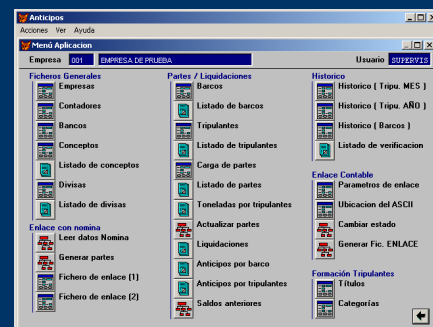 Anticipos
Acciones Ver Ayuda
Menú Aplicacion
Empresa 001 EMPRESA DE PRUEBA Usuario SUPERVIS
Ficheros Generales
Empresas
Contadores
Bancos
Conceptos
Listado de conceptos
Divisas
Listado de divisas
Enlace con nomina
Leer datos Nomina
Generar partes
Fichero de enlace (1)
Fichero de enlace (2)
Partes / Liquidaciones
Barcos
Listado de barcos
Tripulantes
Listado de tripulantes
Carga de partes
Listado de partes
Toneladas por tripulantes
Actualizar partes
Liquidaciones
Anticipos por barco
Anticipos por tripulantes
Saldos anteriores
Historico
Historico ( Tripu. MES )
Historico ( Tripu. AÑO )
Historico ( Barcos )
Listado de verificacion
Enlace Contable
Parametros de enlace
Ubicacion del ASCII
Cambiar estado
Generar Fic. ENLACE
Formación Tripulantes
Títulos
Categorías